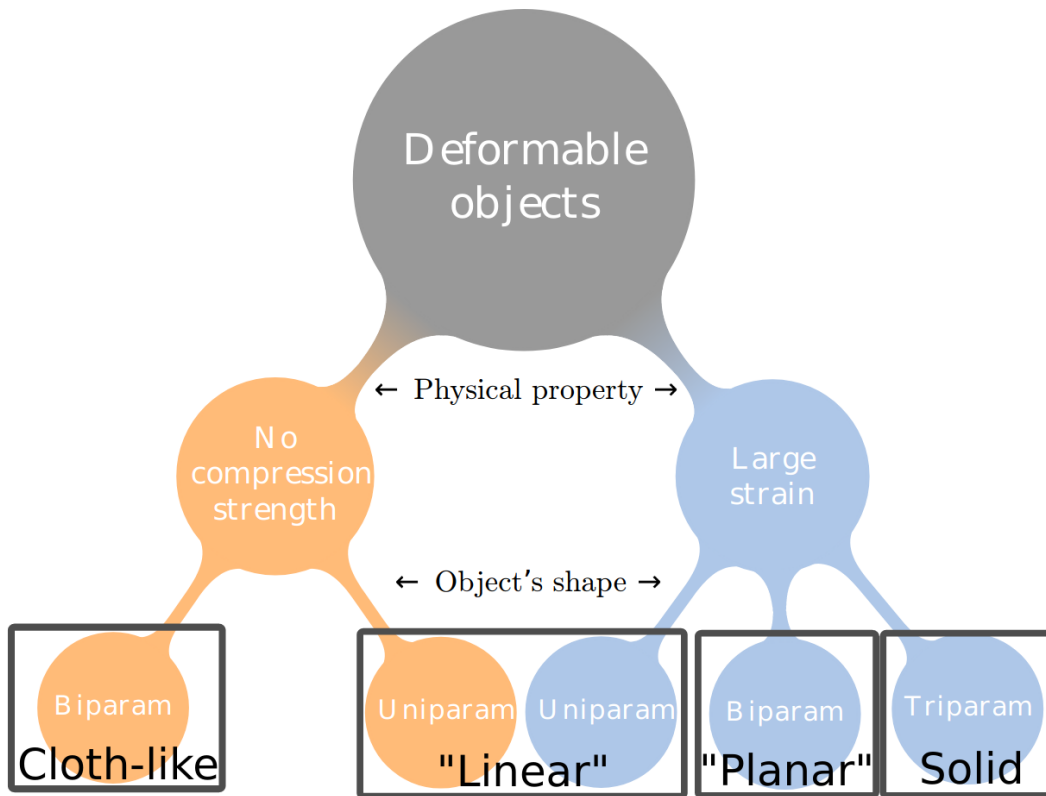 Deformable
objects
← Physical property →
No
compression
strength
Large
strain
← Object's shape →
Biparam
Uniparam
Uniparam
Biparam
Triparam
Cloth-like
"Linear"
"Planar"
Solid